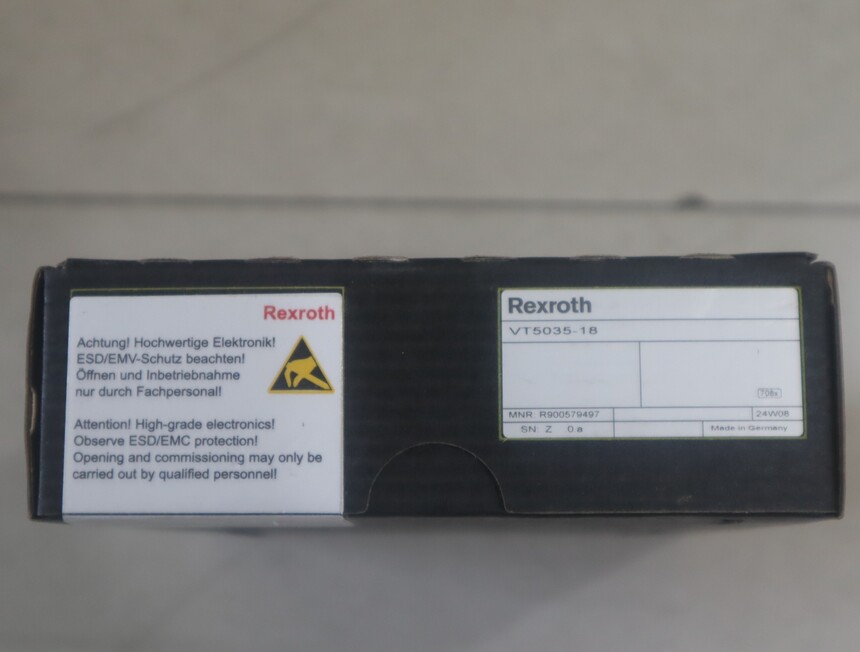 Rexroth
Achtung! Hochwertige Elektronik!
ESD/EMV-Schutz beachten!
Öffnen und Inbetriebnahme
nur durch Fachpersonal!
Attention! High-grade electronics!
Observe ESD/EMC protection!
Opening and commissioning may only be
carried out by qualified personnel!
Rexroth
VT5035-18
MNR: R900579497
24W08
SN: Z
Made in Germany